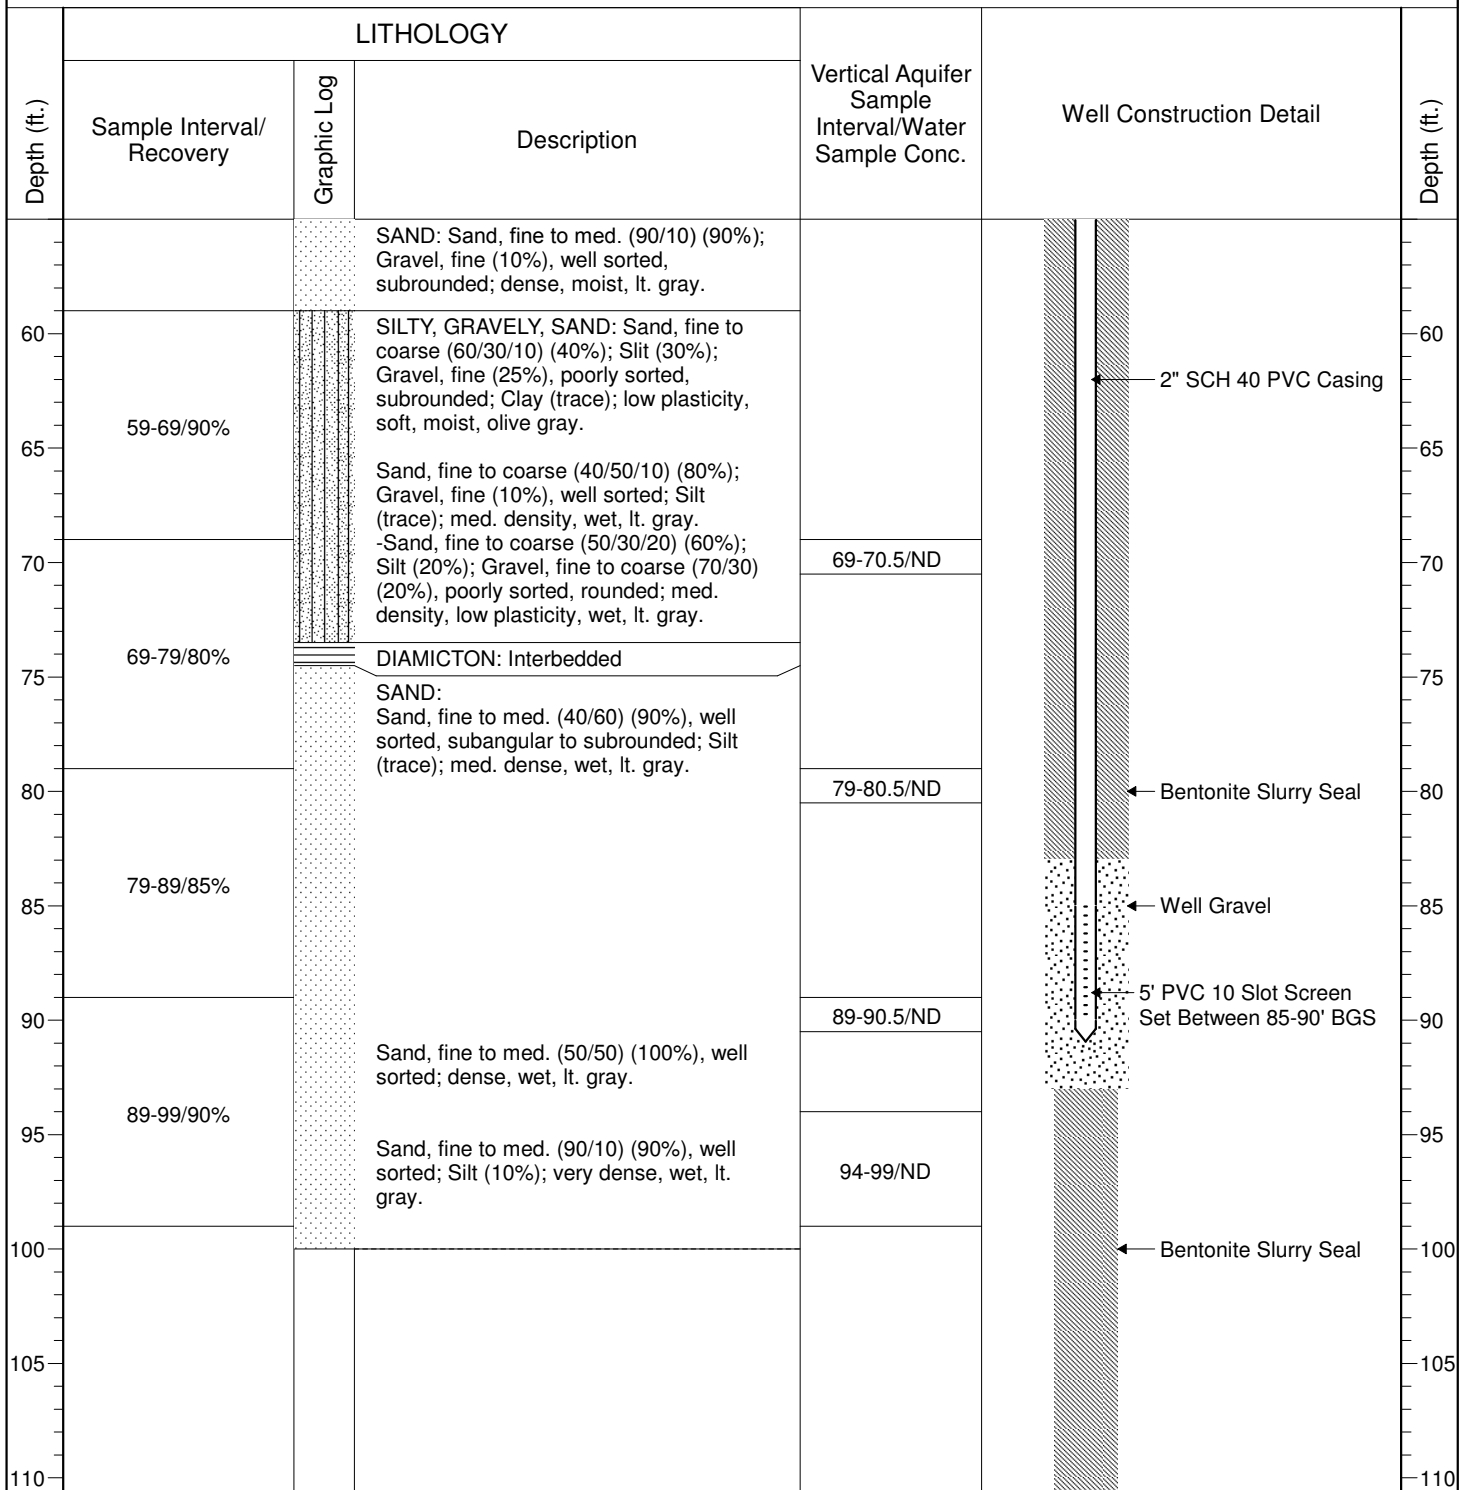 LITHOLOGY
Depth (ft.)
Sample Interval/
Recovery
Graphic Log
Description
Vertical Aquifer
Sample
Interval/Water
Sample Conc.
Well Construction Detail
Depth (ft.)
SAND: Sand, fine to med. (90/10) (90%);
Gravel, fine (10%), well sorted,
subrounded; dense, moist, lt. gray.
60
59-69/90%
SILTY, GRAVELY, SAND: Sand, fine to
coarse (60/30/10) (40%); Slit (30%);
Gravel, fine (25%), poorly sorted,
subrounded; Clay (trace); low plasticity,
soft, moist, olive gray.
2" SCH 40 PVC Casing
60
65
65
Sand, fine to coarse (40/50/10) (80%);
Gravel, fine (10%), well sorted; Silt
(trace); med. density, wet, lt. gray.
-Sand, fine to coarse (50/30/20) (60%);
Silt (20%); Gravel, fine to coarse (70/30)
(20%), poorly sorted, rounded; med.
density, low plasticity, wet, lt. gray.
70
69-70.5/ND
70
69-79/80%
DIAMICTON: Interbedded
75
75
SAND:
Sand, fine to med. (40/60) (90%), well
sorted, subangular to subrounded; Silt
(trace); med. dense, wet, lt. gray.
80
79-80.5/ND
Bentonite Slurry Seal
80
79-89/85%
85
Well Gravel
85
5' PVC 10 Slot Screen
Set Between 85-90' BGS
90
89-90.5/ND
90
Sand, fine to med. (50/50) (100%), well
sorted; dense, wet, lt. gray.
89-99/90%
95
95
Sand, fine to med. (90/10) (90%), well
sorted; Silt (10%); very dense, wet, lt.
gray.
94-99/ND
100
Bentonite Slurry Seal
100
105
105
110
110